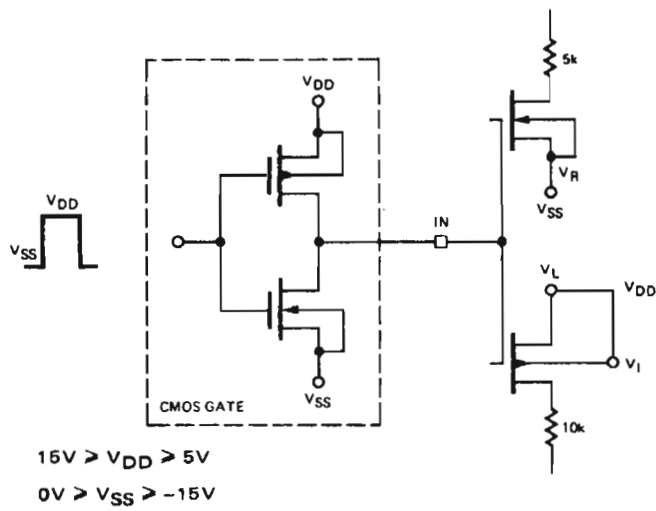 5k
VDD
VR
VSS
VDD
VSS
IN
VL
VDD
VI
VSS
CMOS GATE
10k
15V ⩾ VDD ⩾ 5V
0V ⩾ VSS ⩾ -15V